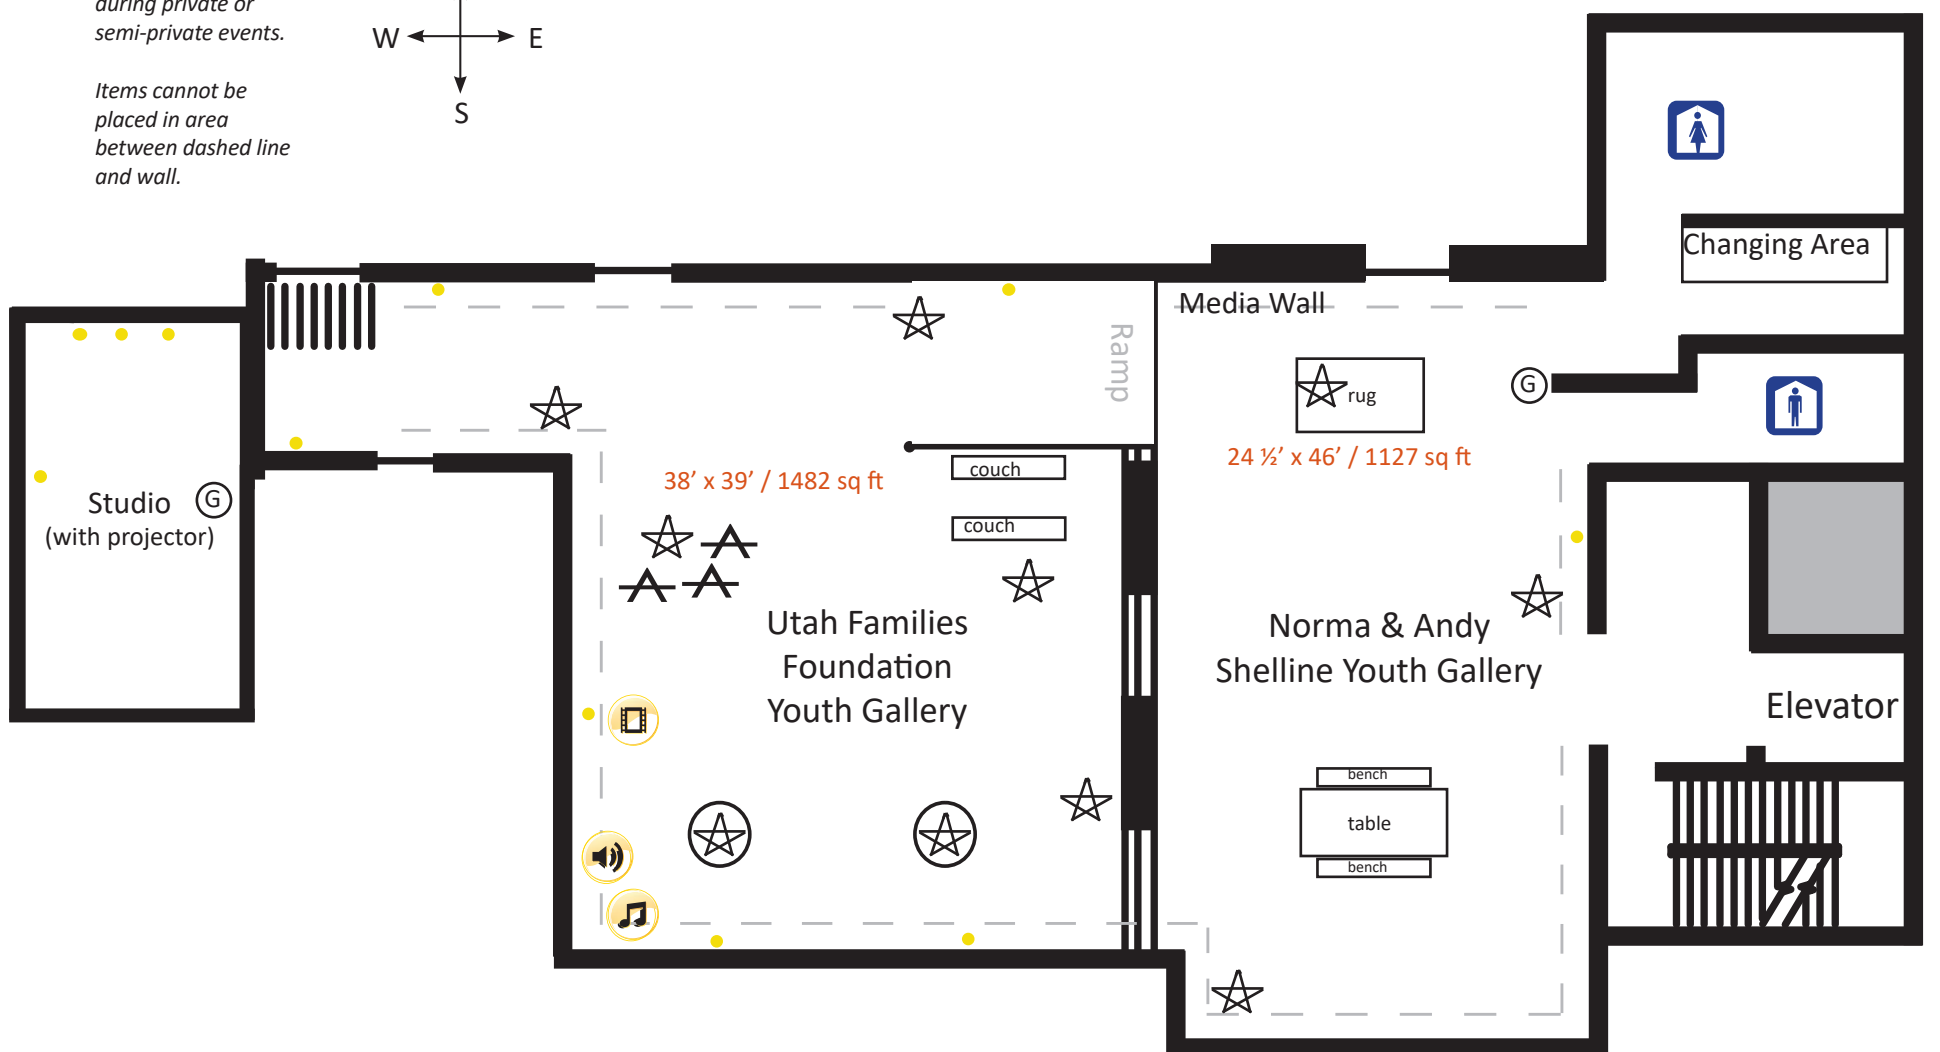 during private or
semi-private events.
W
E
S
Items cannot be
placed in area
between dashed line
and wall.
Changing Area
Media Wall
Ramp
rug
G
24 ½’ x 46’ / 1127 sq ft
couch
38’ x 39’ / 1482 sq ft
couch
Studio
G
(with projector)
Utah Families
Foundation
Youth Gallery
Norma & Andy
Shelline Youth Gallery
Elevator
bench
table
bench